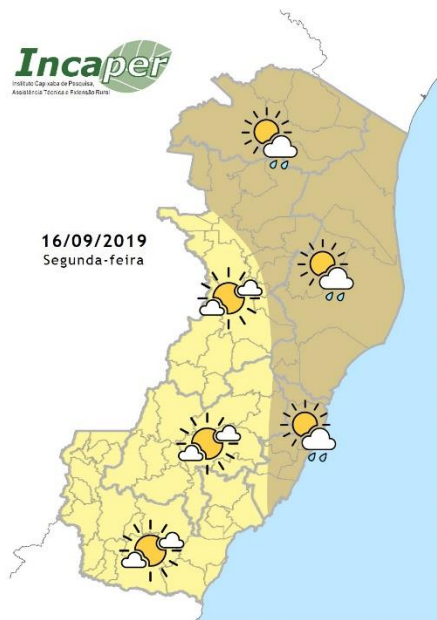 Incaper
Instituto Capixaba de Pesquisa,
Assistência Técnica e Extensão Rural
16/09/2019
Segunda-feira